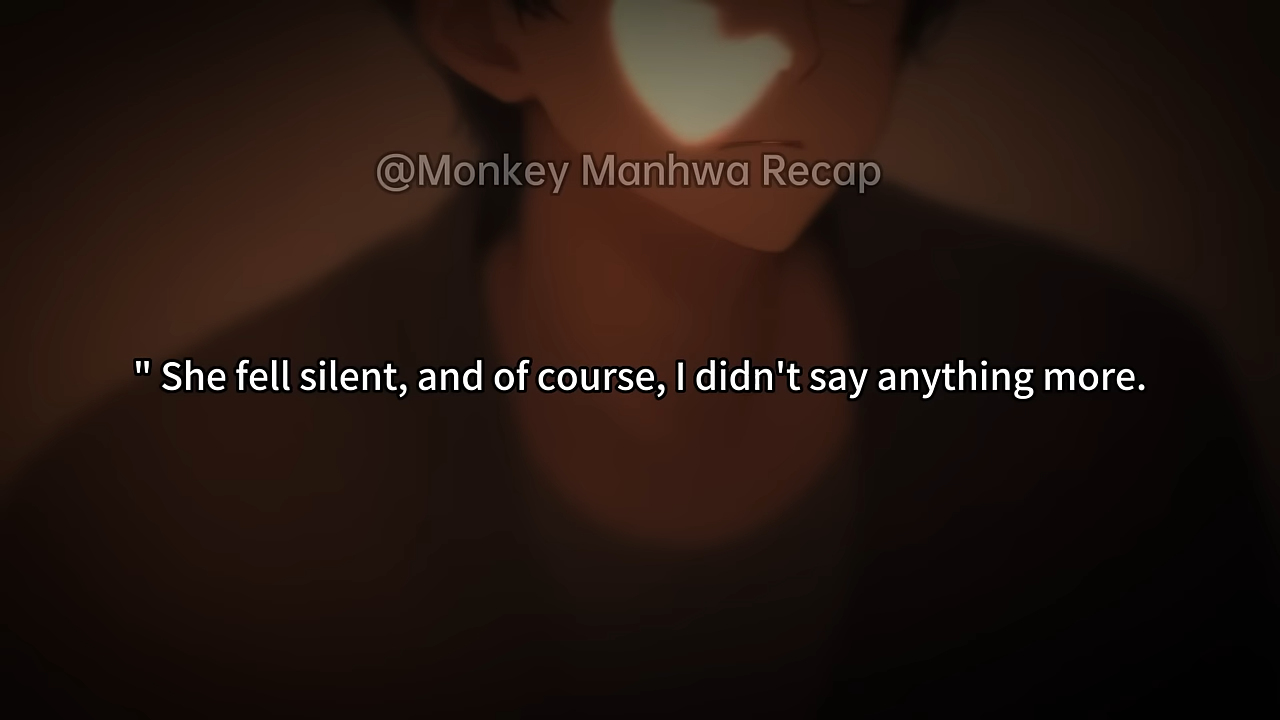 @Monkey Manhwa Recap
" She fell silent, and of course, I didn't say anything more.